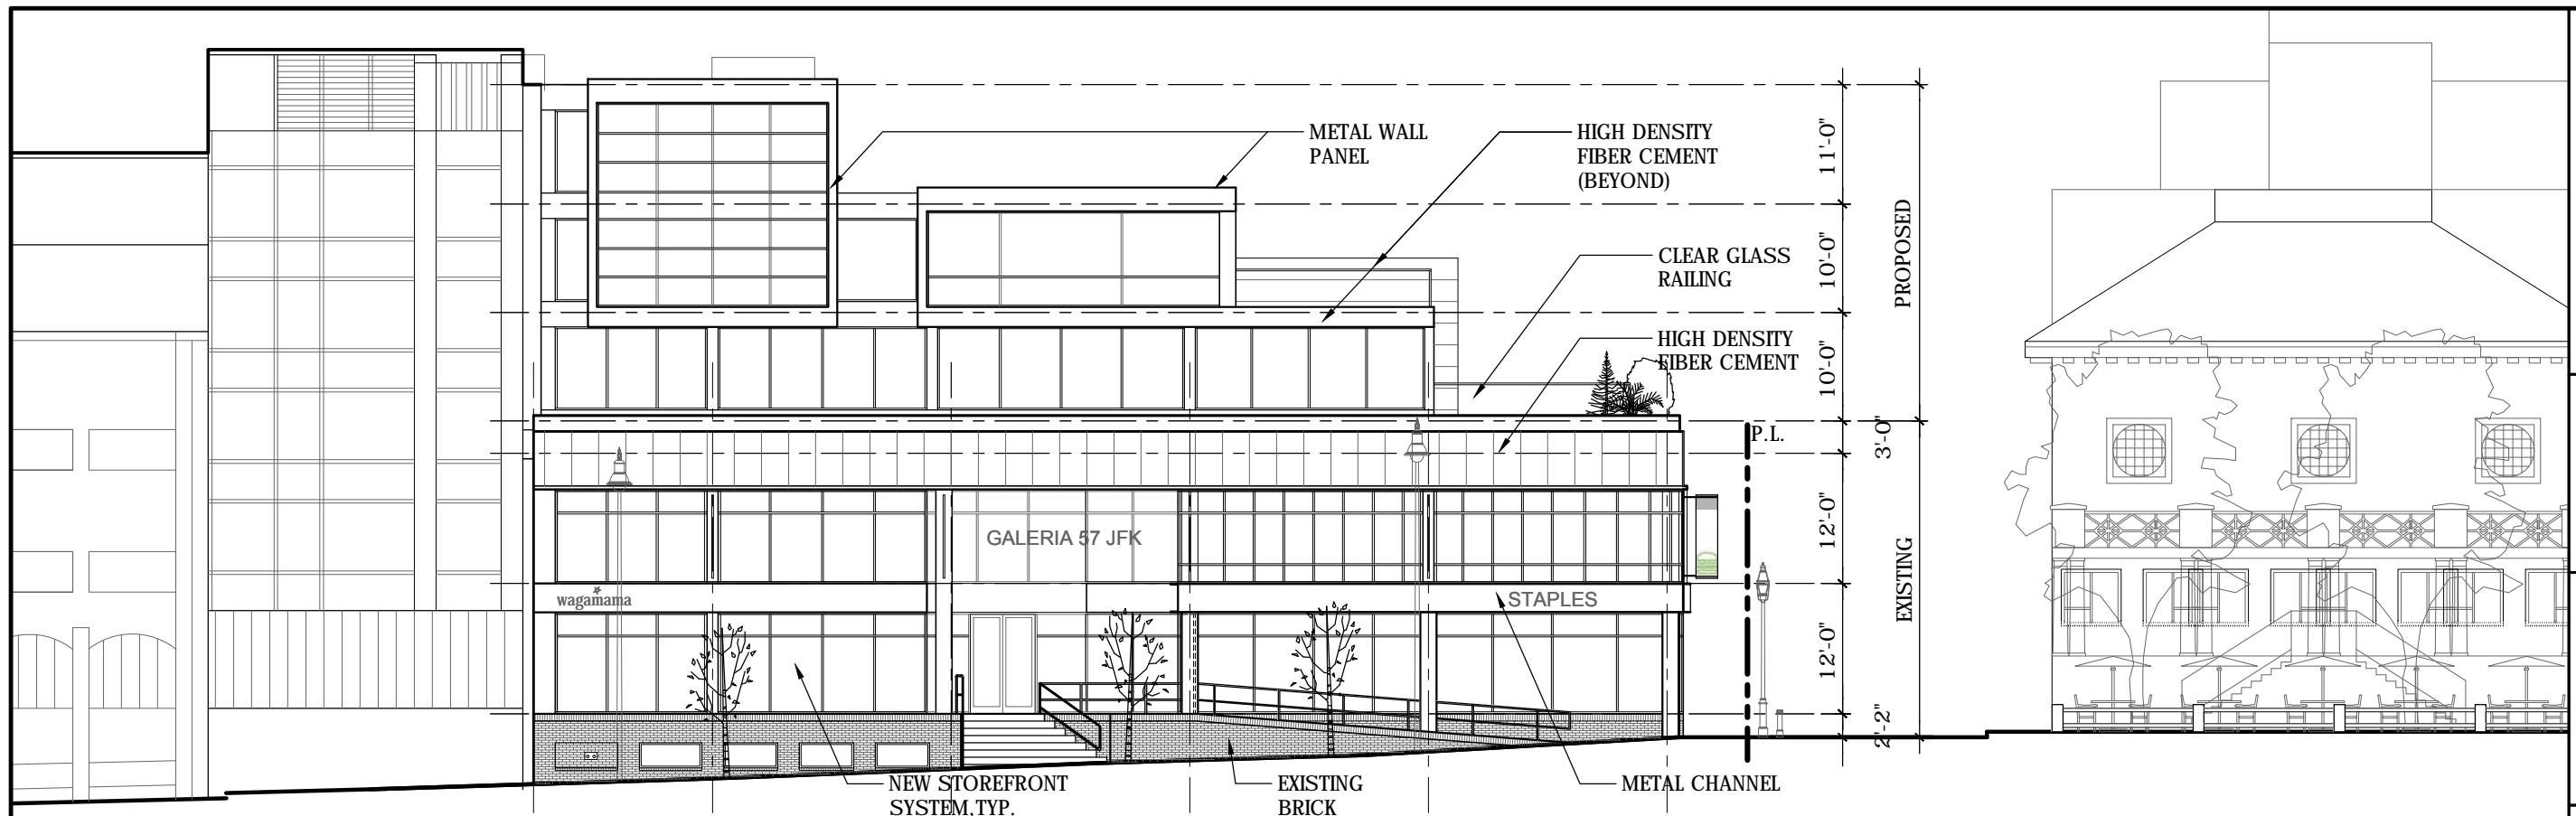 METAL WALL
PANEL
HIGH DENSITY
FIBER CEMENT
(BEYOND)
11'-0"
PROPOSED
10'-0"
CLEAR GLASS
RAILING
HIGH DENSITY
FIBER CEMENT
10'-0"
P.L.
3'-0"
GALERIA 57 JFK
12'-0"
EXISTING
wagamama
STAPLES
12'-0"
2'-2"
NEW STOREFRONT
SYSTEM, TYP.
EXISTING
BRICK
METAL CHANNEL